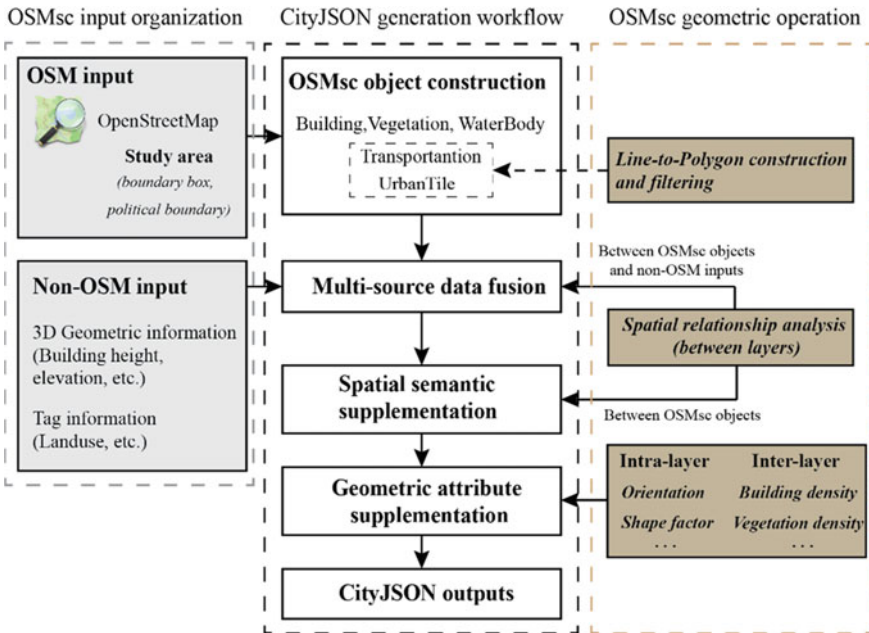 OSMsc input organization
CityJSON generation workflow
OSMsc geometric operation
OSM input
OpenStreetMap
Study area
(boundary box,
political boundary)
Non-OSM input
3D Geometric information
(Building height,
elevation, etc.)
Tag information
(Landuse, etc.)
OSMsc object construction
Building,Vegetation, WaterBody
Transportantion
UrbanTile
Multi-source data fusion
Spatial semantic
supplementation
Geometric attribute
supplementation
CityJSON outputs
Line-to-Polygon construction
and filtering
Between OSMsc objects
and non-OSM inputs
Spatial relationship analysis
(between layers)
Between OSMsc objects
Intra-layer
Orientation
Shape factor
. . .
Inter-layer
Building density
Vegetation density
. . .